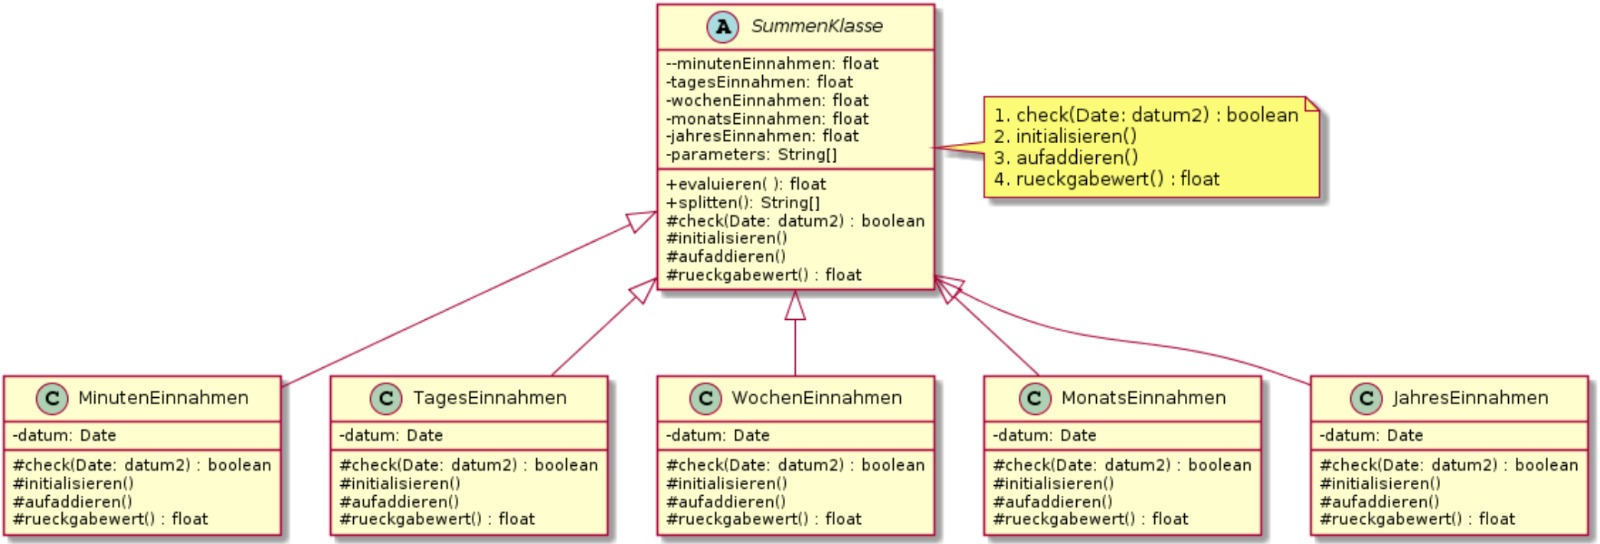 A SummenKlasse
--minutenEinnahmen: float
-tagesEinnahmen: float
-wochenEinnahmen: float
-monatsEinnahmen: float
-jahresEinnahmen: float
-parameters: String[]
+evaluieren( ): float
+splitten(): String[]
#check(Date: datum2) : boolean
#initialisieren()
#aufaddieren()
#rueckgabewert() : float
1. check(Date: datum2) : boolean
2. initialisieren()
3. aufaddieren()
4. rueckgabewert() : float
C MinutenEinnahmen
-datum: Date
#check(Date: datum2) : boolean
#initialisieren()
#aufaddieren()
#rueckgabewert() : float
C TagesEinnahmen
-datum: Date
#check(Date: datum2) : boolean
#initialisieren()
#aufaddieren()
#rueckgabewert() : float
C WochenEinnahmen
-datum: Date
#check(Date: datum2) : boolean
#initialisieren()
#aufaddieren()
#rueckgabewert() : float
C MonatsEinnahmen
-datum: Date
#check(Date: datum2) : boolean
#initialisieren()
#aufaddieren()
#rueckgabewert() : float
C JahresEinnahmen
-datum: Date
#check(Date: datum2) : boolean
#initialisieren()
#aufaddieren()
#rueckgabewert() : float